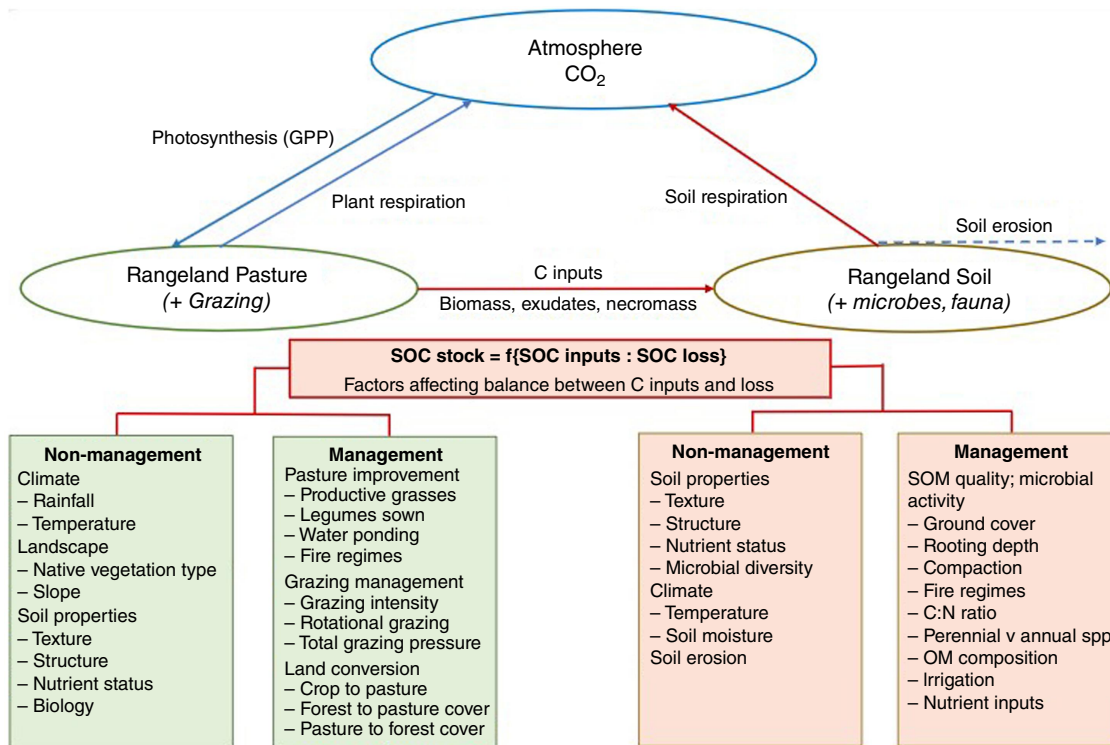 Atmosphere
CO₂
Photosynthesis (GPP)
Plant respiration
Soil respiration
Soil erosion
Rangeland Pasture
(+ Grazing)
C inputs
Biomass, exudates, necromass
Rangeland Soil
(+ microbes, fauna)
SOC stock = f{SOC inputs : SOC loss}
Factors affecting balance between C inputs and loss
Non-management
Climate
– Rainfall
– Temperature
Landscape
– Native vegetation type
– Slope
Soil properties
– Texture
– Structure
– Nutrient status
– Biology
Management
Pasture improvement
– Productive grasses
– Legumes sown
– Water ponding
– Fire regimes
Grazing management
– Grazing intensity
– Rotational grazing
– Total grazing pressure
Land conversion
– Crop to pasture
– Forest to pasture cover
– Pasture to forest cover
Non-management
Soil properties
– Texture
– Structure
– Nutrient status
– Microbial diversity
Climate
– Temperature
– Soil moisture
Soil erosion
Management
SOM quality; microbial
activity
– Ground cover
– Rooting depth
– Compaction
– Fire regimes
– C:N ratio
– Perennial v annual spp
– OM composition
– Irrigation
– Nutrient inputs